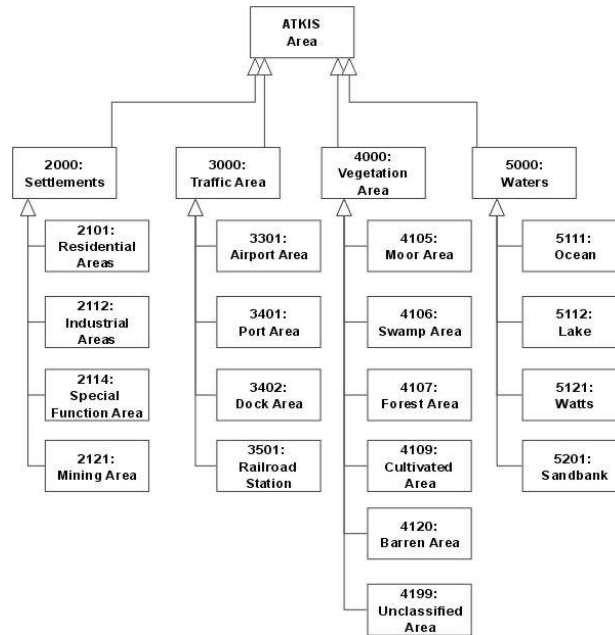 ATKIS
Area
2000:
Settlements
3000:
Traffic Area
4000:
Vegetation
Area
5000:
Waters
2101:
Residential
Areas
2112:
Industrial
Areas
2114:
Special
Function Area
2121:
Mining Area
3301:
Airport Area
3401:
Port Area
3402:
Dock Area
3501:
Railroad
Station
4105:
Moor Area
4106:
Swamp Area
4107:
Forest Area
4109:
Cultivated
Area
4120:
Barren Area
4199:
Unclassified
Area
5111:
Ocean
5112:
Lake
5121:
Watts
5201:
Sandbank